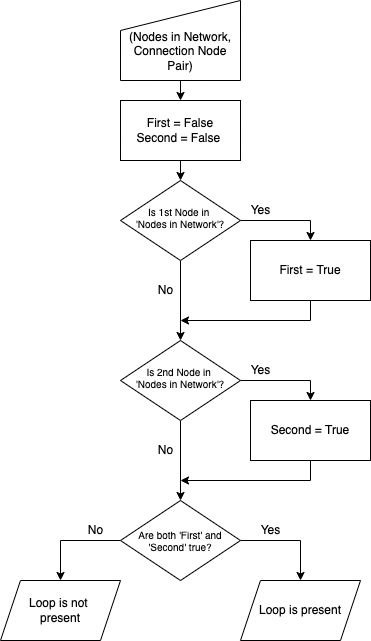 (Nodes in Network,
Connection Node
Pair)
First = False
Second = False
Is 1st Node in
'Nodes in Network'?
Yes
First = True
No
Is 2nd Node in
'Nodes in Network'?
Yes
Second = True
No
Are both 'First' and
'Second' true?
No
Yes
Loop is not
present
Loop is present